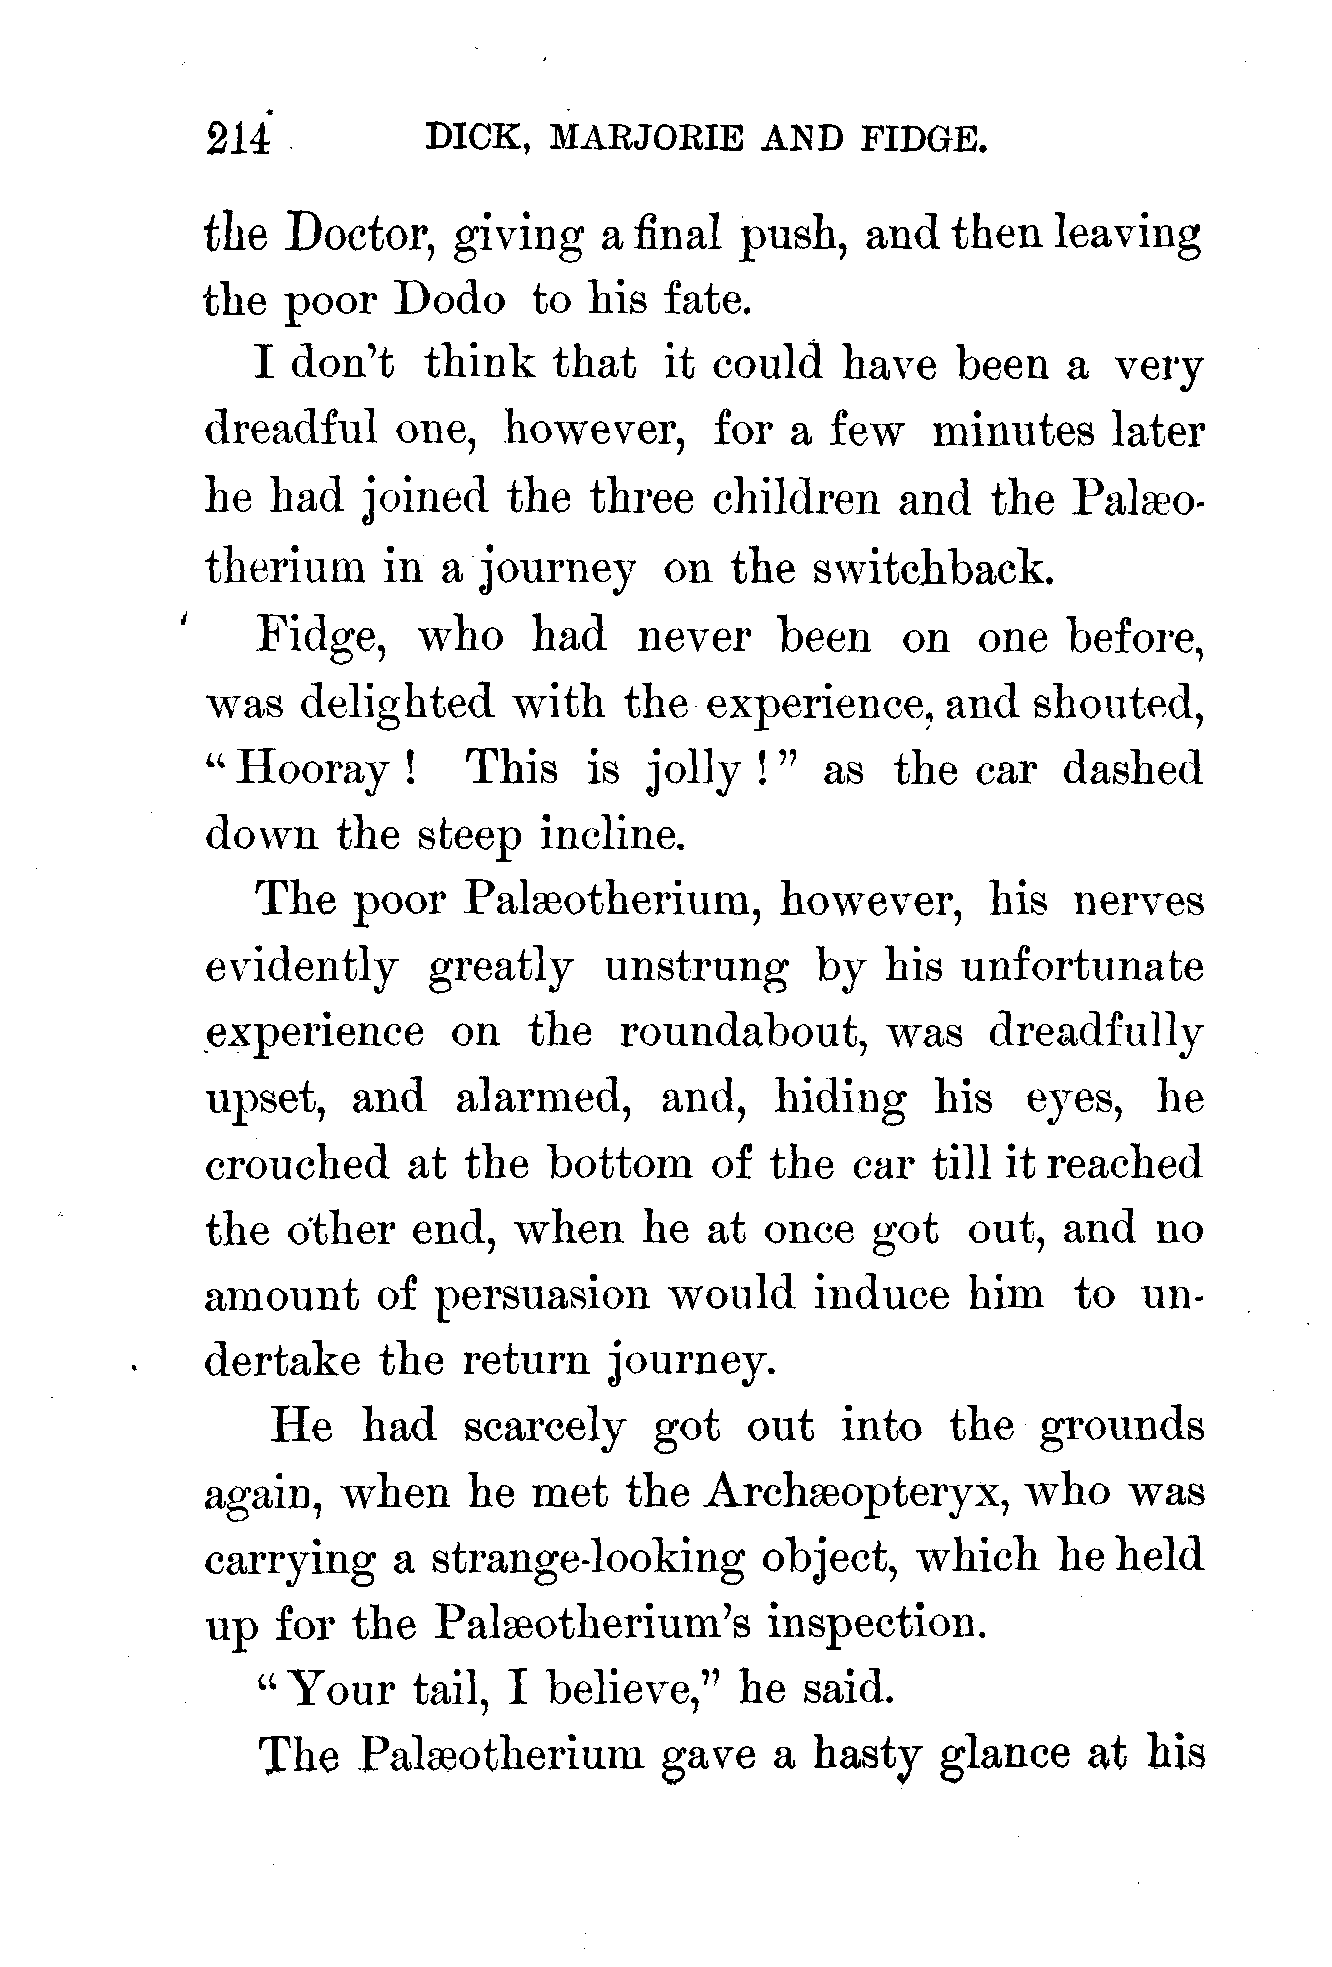 214 DICK, MARJORIE AND FIDGE.
the Doctor, giving a final push, and then leaving
the poor Dodo to his fate.
I don't think that it could have been a very
dreadful one, however, for a few minutes later
he had joined the three children and the Palæo-
therium in a journey on the switchback.
Fidge, who had never been on one before,
was delighted with the experience, and shouted,
“Hooray! This is jolly!” as the car dashed
down the steep incline.
The poor Palæotherium, however, his nerves
evidently greatly unstrung by his unfortunate
experience on the roundabout, was dreadfully
upset, and alarmed, and, hiding his eyes, he
crouched at the bottom of the car till it reached
the other end, when he at once got out, and no
amount of persuasion would induce him to un-
dertake the return journey.
He had scarcely got out into the grounds
again, when he met the Archæopteryx, who was
carrying a strange-looking object, which he held
up for the Palæotherium's inspection.
“Your tail, I believe,” he said.
The Palæotherium gave a hasty glance at his